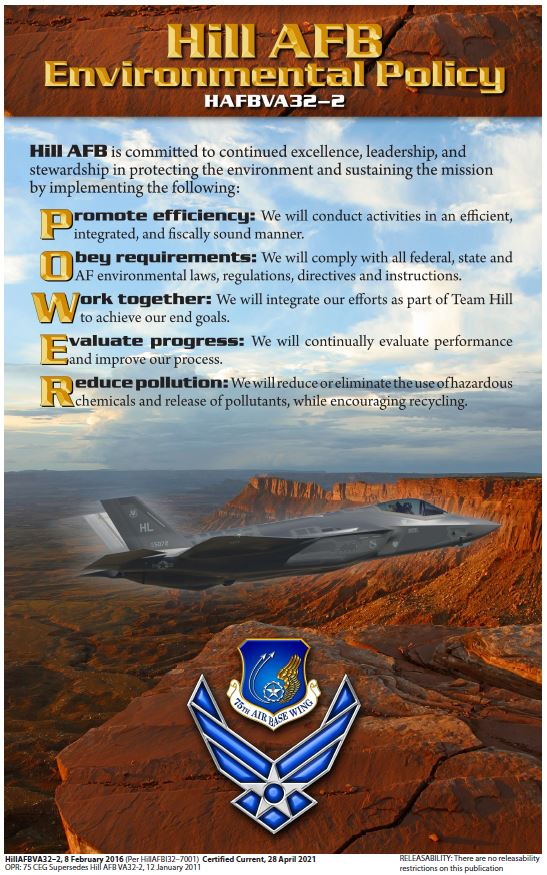 Hill AFB
Environmental Policy
HAFBVA32–2
Hill AFB is committed to continued excellence, leadership, and
stewardship in protecting the environment and sustaining the mission
by implementing the following:
Promote efficiency: We will conduct activities in an efficient,
integrated, and fiscally sound manner.
Obey requirements: We will comply with all federal, state and
AF environmental laws, regulations, directives and instructions.
Work together: We will integrate our efforts as part of Team Hill
to achieve our end goals.
Evaluate progress: We will continually evaluate performance
and improve our process.
Reduce pollution: We will reduce or eliminate the use of hazardous
chemicals and release of pollutants, while encouraging recycling.
HL
75TH AIR BASE WING
HillAFBVA32–2, 8 February 2016 (Per HillAFBI32–7001) Certified Current, 28 April 2021
OPR: 75 CEG Supersedes Hill AFB VA32-2, 12 January 2011
RELEASABILITY: There are no releasability
restrictions on this publication